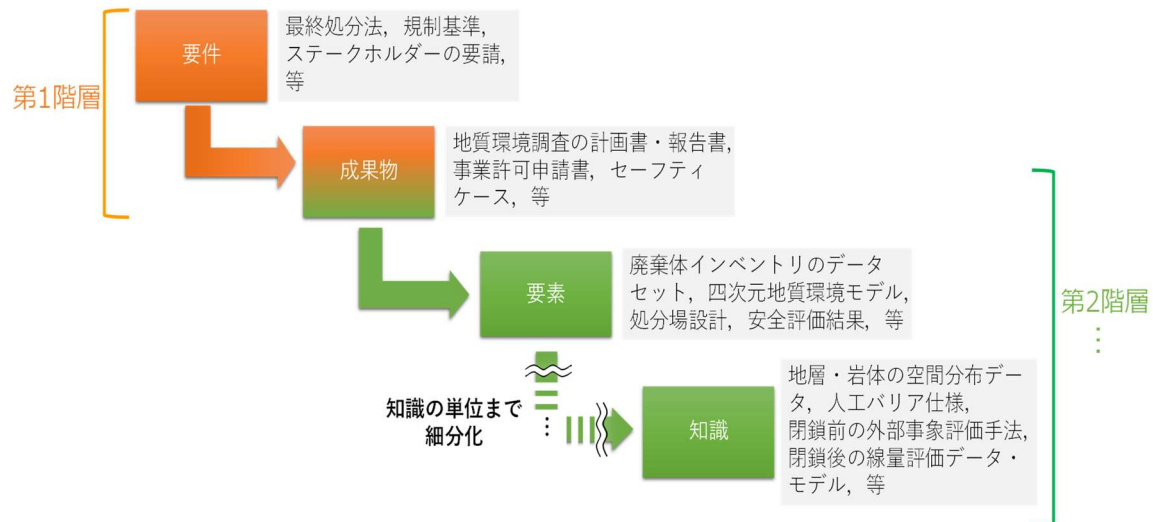 要件
最終処分法，規制基準，
ステークホルダーの要請，
等
第1階層
成果物
地質環境調査の計画書・報告書，
事業許可申請書，セーフティ
ケース，等
要素
廃棄体インベントリのデータ
セット，四次元地質環境モデル，
処分場設計，安全評価結果，等
第2階層
⋮
知識の単位まで
細分化
⋮
知識
地層・岩体の空間分布デー
タ，人工バリア仕様，
閉鎖前の外部事象評価手法，
閉鎖後の線量評価データ・
モデル，等